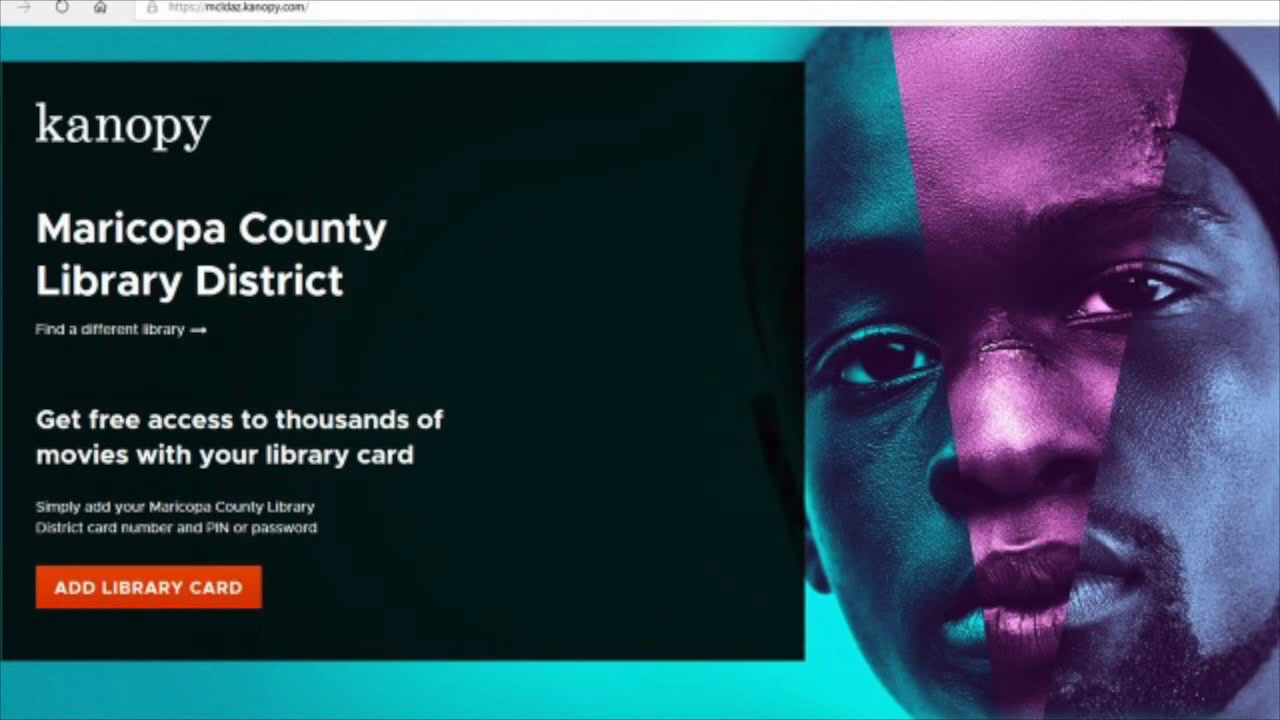 https://mcldaz.kanopy.com/
kanopy
Maricopa County
Library District
Find a different library →
Get free access to thousands of
movies with your library card
Simply add your Maricopa County Library
District card number and PIN or password
ADD LIBRARY CARD